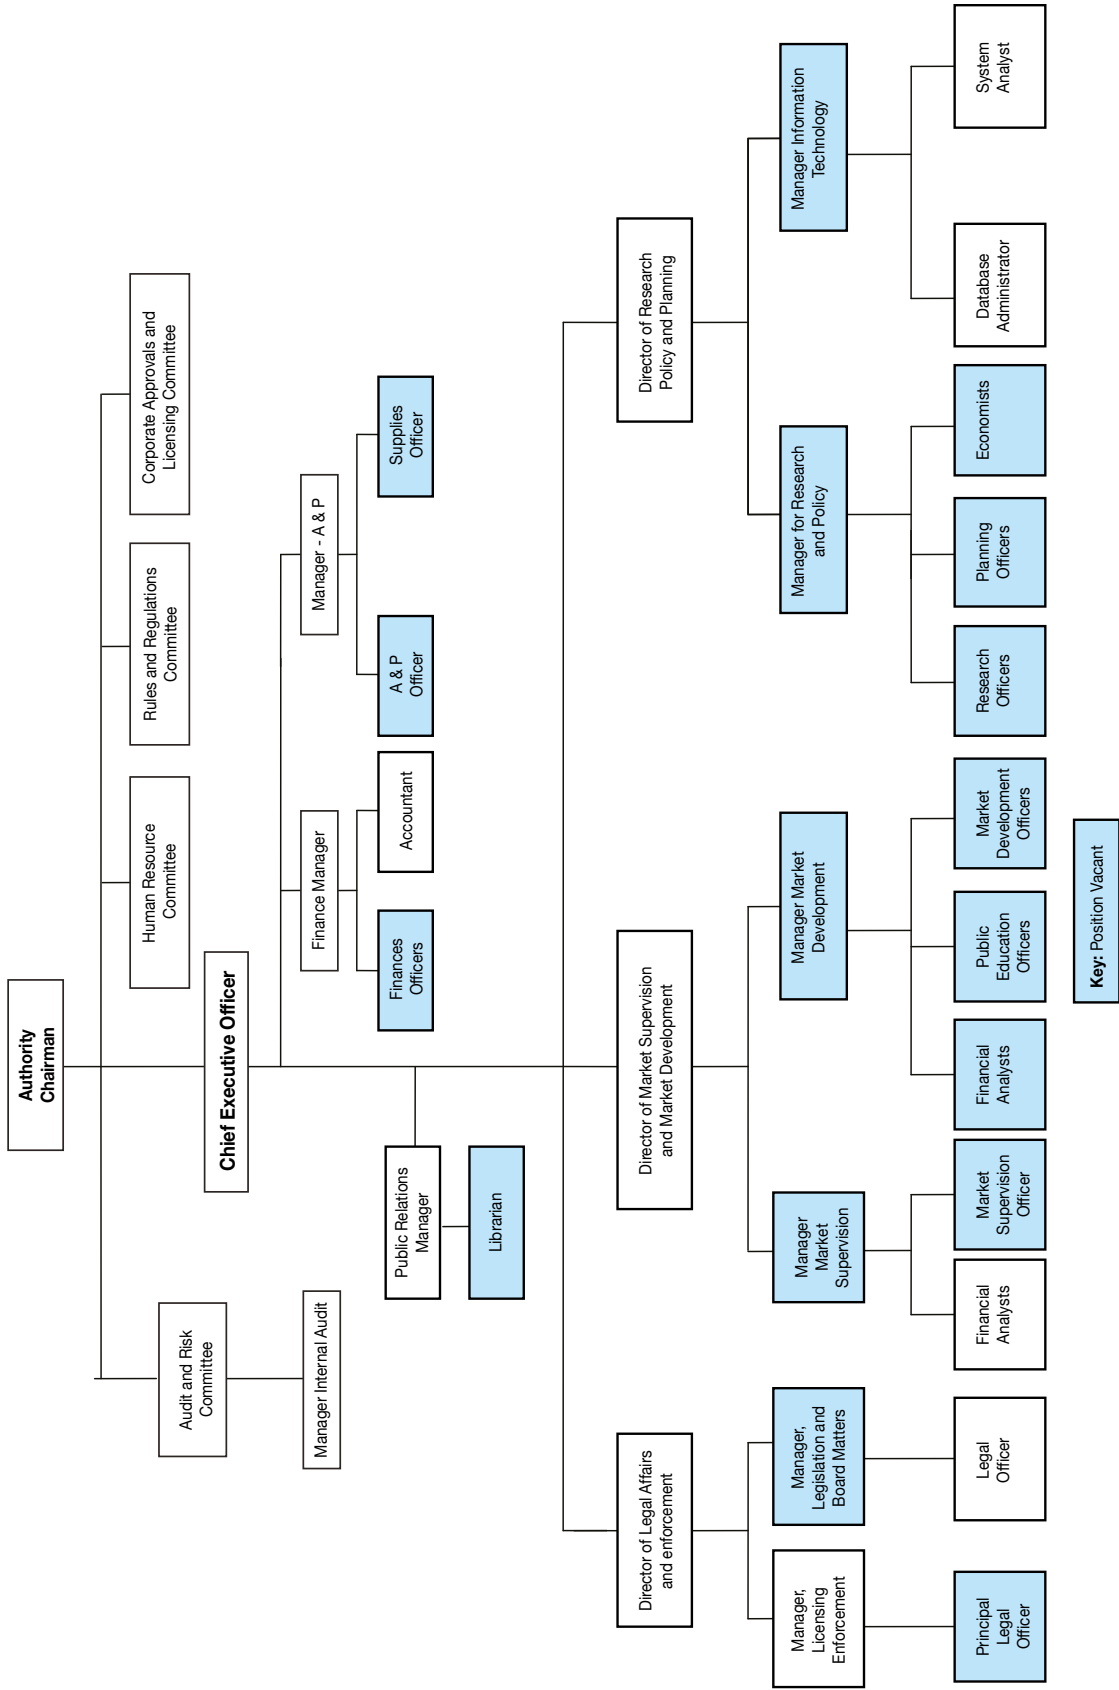 Authority
Chairman
Audit and Risk
Committee
Human Resource
Committee
Rules and Regulations
Committee
Corporate Approvals and
Licensing Committee
Chief Executive Officer
Manager Internal Audit
Finance Manager
Manager - A & P
Finances
Officers
Accountant
A & P
Officer
Supplies
Officer
Public Relations
Manager
Librarian
Director of Legal Affairs
and enforcement
Director of Market Supervision
and Market Development
Director of Research
Policy and Planning
Manager,
Licensing
Enforcement
Manager,
Legislation and
Board Matters
Manager
Market
Supervision
Manager Market
Development
Manager for Research
and Policy
Manager Information
Technology
Principal
Legal
Officer
Legal
Officer
Financial
Analysts
Market
Supervision
Officer
Financial
Analysts
Public
Education
Officers
Market
Development
Officers
Research
Officers
Planning
Officers
Economists
Database
Administrator
System
Analyst
Key: Position Vacant